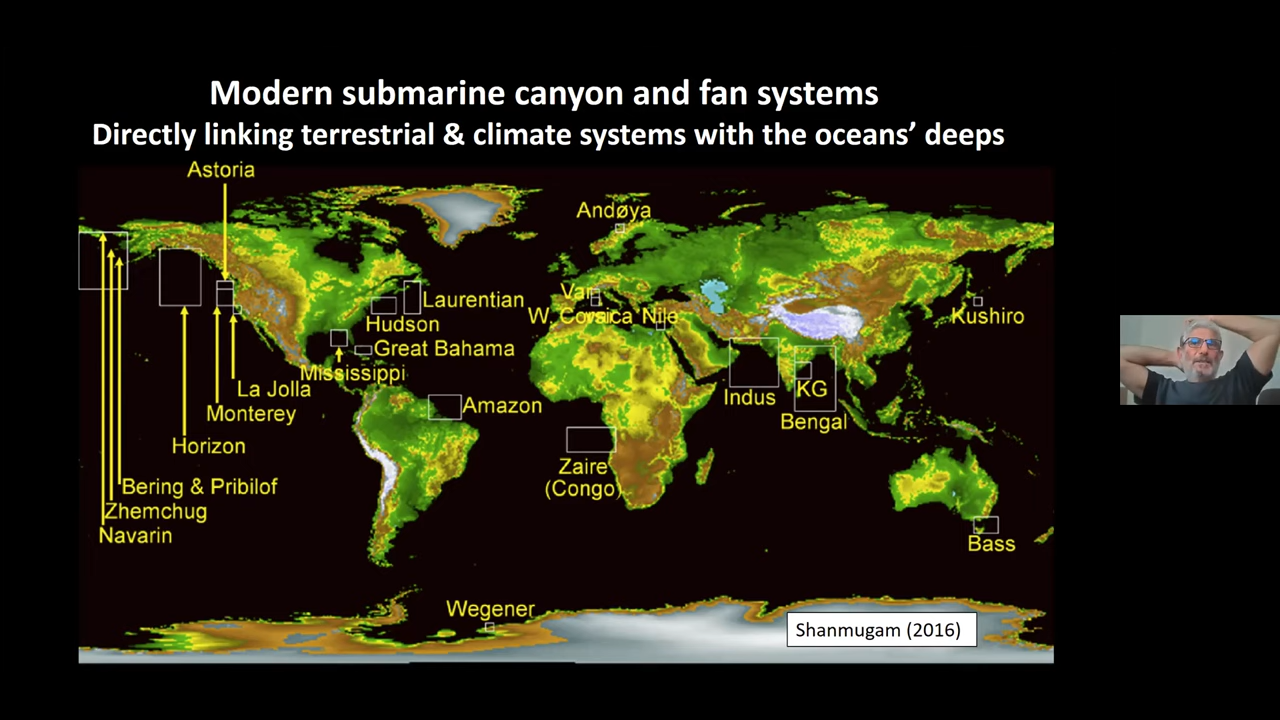 Modern submarine canyon and fan systems
Directly linking terrestrial & climate systems with the oceans’ deeps
Astoria
Andøya
Var
Laurentian
W. Corsica Nile
Kushiro
Hudson
Great Bahama
Mississippi
La Jolla
KG
Indus
Monterey
Amazon
Bengal
Horizon
Zaire
(Congo)
Bering & Pribilof
Zhemchug
Navarin
Bass
Wegener
Shanmugam (2016)